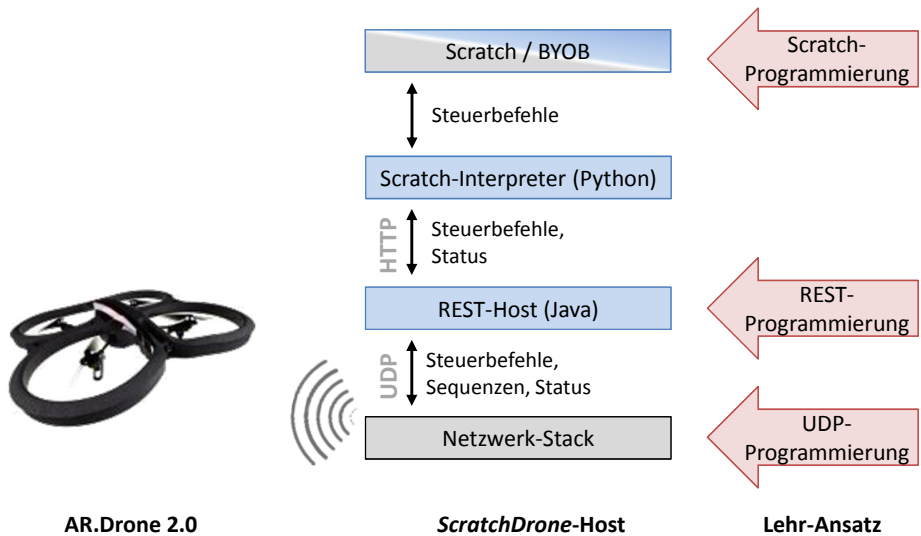 Scratch / BYOB
Scratch-
Programmierung
Steuerbefehle
Scratch-Interpreter (Python)
HTTP
Steuerbefehle,
Status
REST-Host (Java)
REST-
Programmierung
UDP
Steuerbefehle,
Sequenzen, Status
Netzwerk-Stack
UDP-
Programmierung
AR.Drone 2.0
ScratchDrone-Host
Lehr-Ansatz